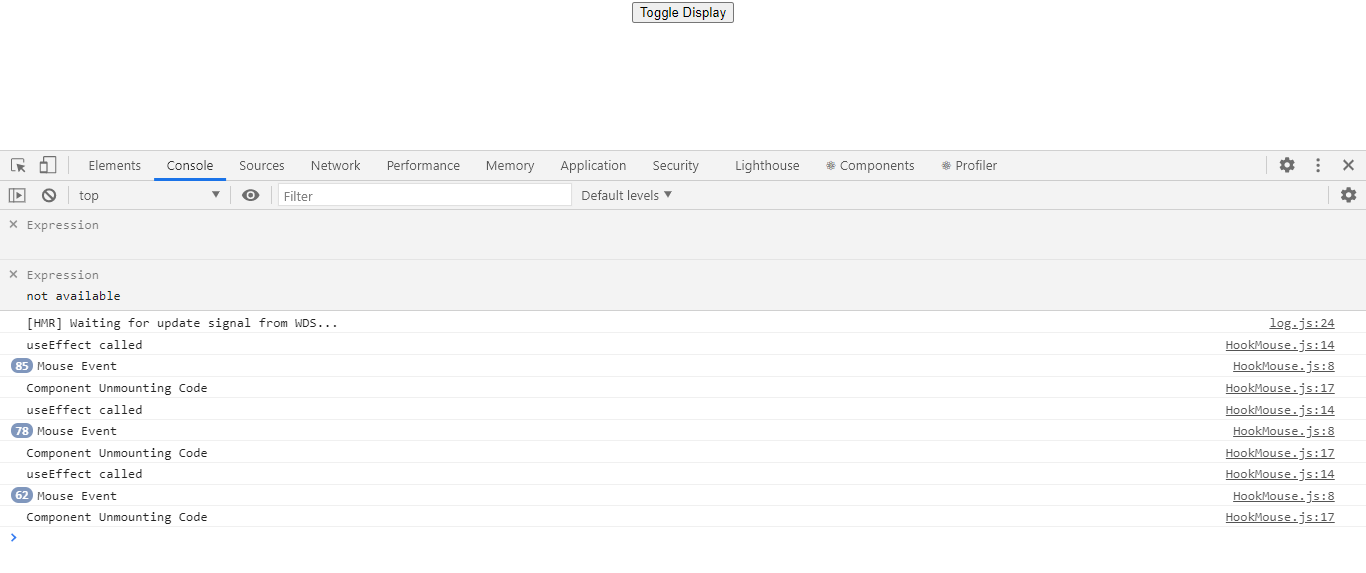 Toggle Display
Elements Console Sources Network Performance Memory Application Security Lighthouse Components Profiler
top Filter Default levels
Expression
Expression
not available
[HMR] Waiting for update signal from WDS... log.js:24
useEffect called HookMouse.js:14
85 Mouse Event HookMouse.js:8
Component Unmounting Code HookMouse.js:17
useEffect called HookMouse.js:14
78 Mouse Event HookMouse.js:8
Component Unmounting Code HookMouse.js:17
useEffect called HookMouse.js:14
62 Mouse Event HookMouse.js:8
Component Unmounting Code HookMouse.js:17